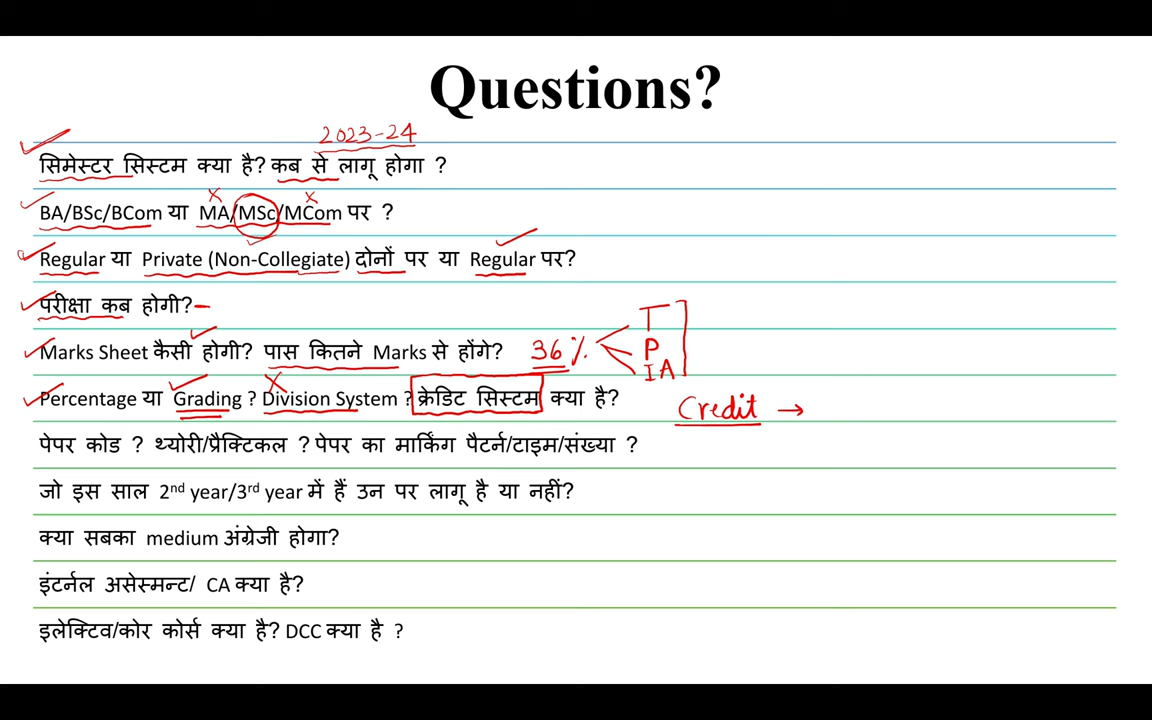 Questions?
2023-24
सिमेस्टर सिस्टम क्या है? कब से लागू होगा ?
BA/BSc/BCom या MA/MSc/MCom पर ?
Regular या Private (Non-Collegiate) दोनों पर या Regular पर?
परीक्षा कब होगी?
Marks Sheet कैसी होगी? पास कितने Marks से होंगे? 36%
T
P
IA
Percentage या Grading ? Division System ? क्रेडिट सिस्टम क्या है?
Credit →
पेपर कोड ? थ्योरी/प्रैक्टिकल ? पेपर का मार्किंग पैटर्न/टाइम/संख्या ?
जो इस साल 2nd year/3rd year में हैं उन पर लागू है या नहीं?
क्या सबका medium अंग्रेजी होगा?
इंटर्नल असेस्मन्ट/ CA क्या है?
इलेक्टिव/कोर कोर्स क्या है? DCC क्या है ?